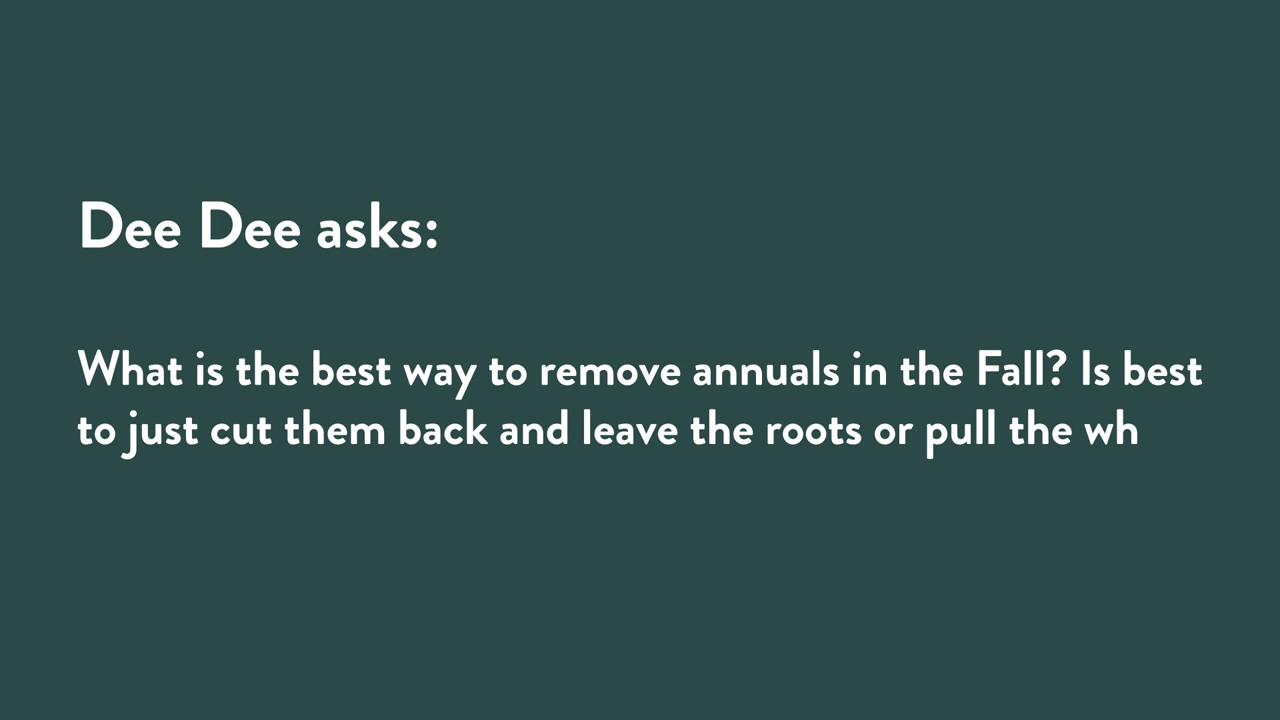 Dee Dee asks:
What is the best way to remove annuals in the Fall? Is best
to just cut them back and leave the roots or pull the wh